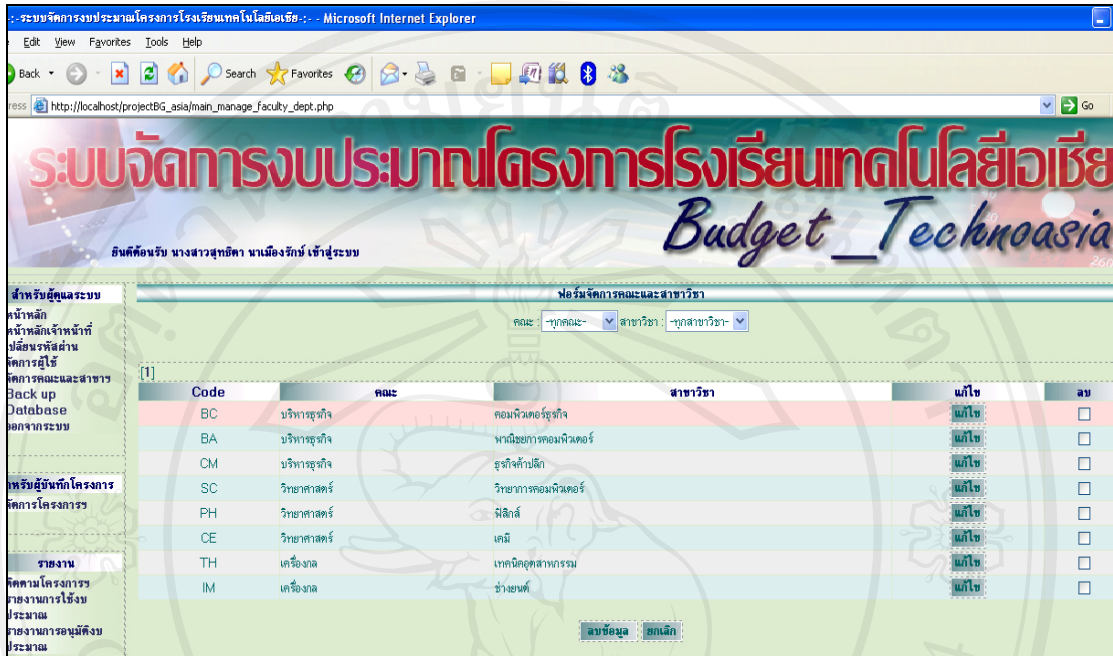 :-ระบบจัดการงบประมาณโครงการโรงเรียนเทคโนโลยีเอเชีย-:- - Microsoft Internet Explorer
Edit View Favorites Tools Help
Back Search Favorites
ress http://localhost/projectBG_asia/main_manage_faculty_dept.php Go
ระบบจัดการงบประมาณโครงการโรงเรียนเทคโนโลยีเอเชีย
Budget_Technoasia
ยินดีต้อนรับ นางสาวสุทธิดา นาเมืองรักษ์ เข้าสู่ระบบ
สำหรับผู้ดูแลระบบ
หน้าหลัก
หน้าหลักเจ้าหน้าที่
เปลี่ยนรหัสผ่าน
จัดการผู้ใช้
จัดการคณะและสาขาฯ
Back up
Database
ออกจากระบบ
าหรับผู้บันทึกโครงการ
จัดการโครงการฯ
รายงาน
ติดตามโครงการฯ
รายงานการใช้งบ
ประมาณ
รายงานการอนุมัติงบ
ประมาณ
ฟอร์มจัดการคณะและสาขาวิชา
คณะ : -ทุกคณะ- สาขาวิชา : -ทุกสาขาวิชา-
[1]
Code คณะ สาขาวิชา แก้ไข ลบ
BC บริหารธุรกิจ คอมพิวเตอร์ธุรกิจ แก้ไข
BA บริหารธุรกิจ พาณิชยการคอมพิวเตอร์ แก้ไข
CM บริหารธุรกิจ ธุรกิจค้าปลีก แก้ไข
SC วิทยาศาสตร์ วิทยาการคอมพิวเตอร์ แก้ไข
PH วิทยาศาสตร์ ฟิสิกส์ แก้ไข
CE วิทยาศาสตร์ เคมี แก้ไข
TH เครื่องกล เทคนิคอุตสาหกรรม แก้ไข
IM เครื่องกล ช่างยนต์ แก้ไข
ลบข้อมูล ยกเลิก